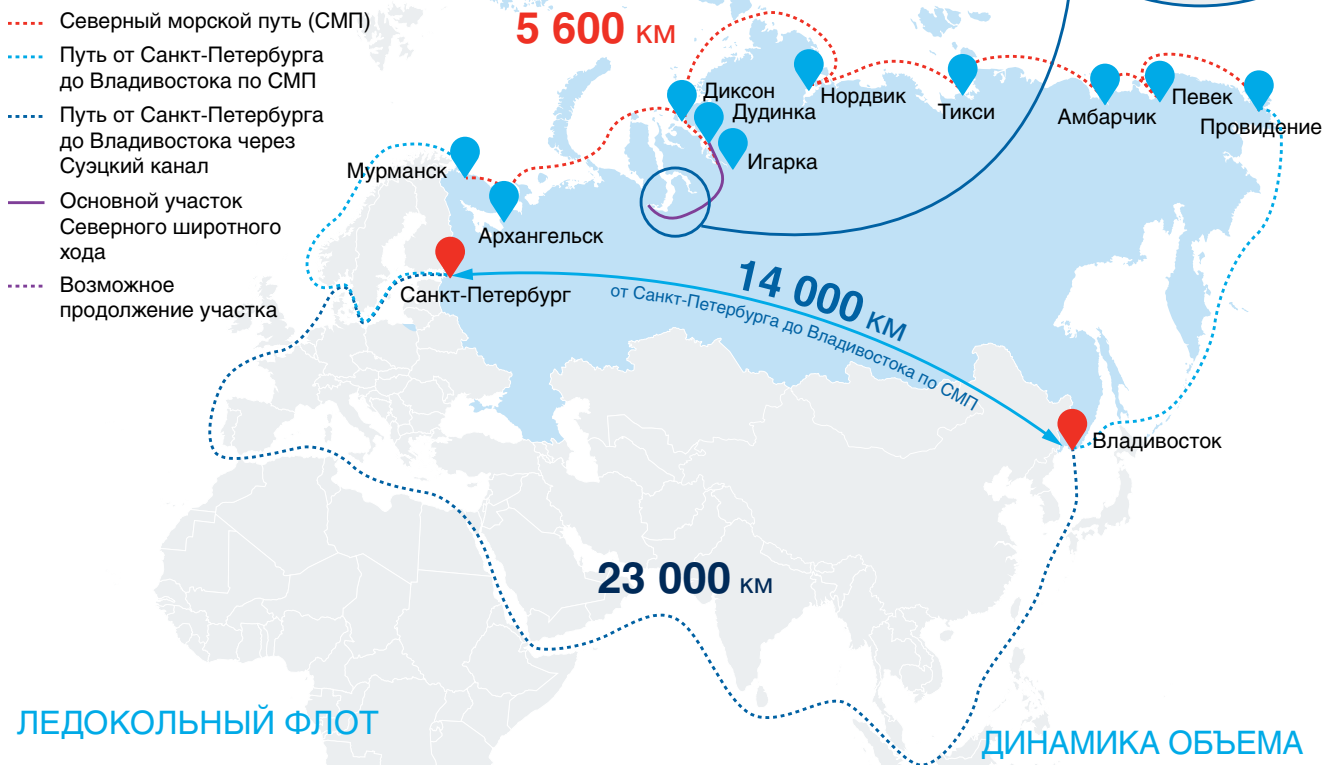 Северный морской путь (СМП)
Путь от Санкт-Петербурга
до Владивостока по СМП
Путь от Санкт-Петербурга
до Владивостока через
Суэцкий канал
Основной участок
Северного широтного
хода
Возможное
продолжение участка
5 600 км
Диксон
Дудинка
Игарка
Нордвик
Тикси
Амбарчик
Певек
Провидение
Мурманск
Архангельск
Санкт-Петербург
14 000 км
от Санкт-Петербурга до Владивостока по СМП
Владивосток
23 000 км
ЛЕДОКОЛЬНЫЙ ФЛОТ
ДИНАМИКА ОБЪЕМА